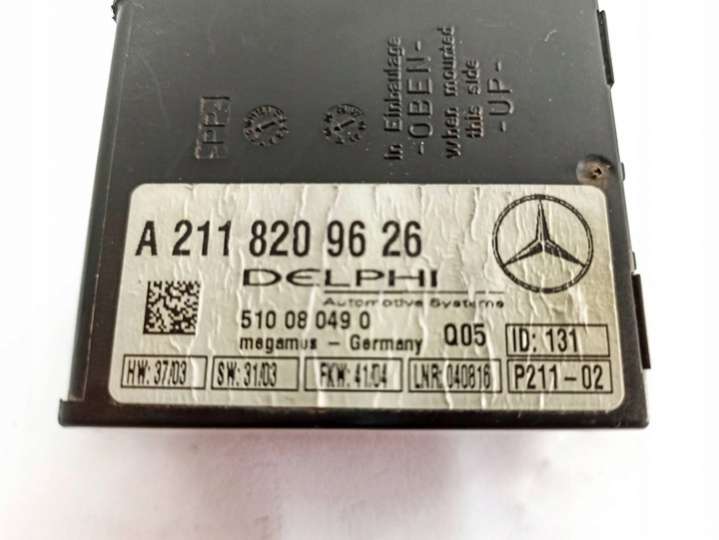 >PP<
in Einbaulage
-OBEN-
when mounted
this side
-UP-
A 211 820 96 26
DELPHI
Automotive Systems
510 08 049 0
megamos - Germany
Q05
ID: 131
HW: 37/03
SW: 31/03
FKW: 41/04
LNR: 040816
P211-02